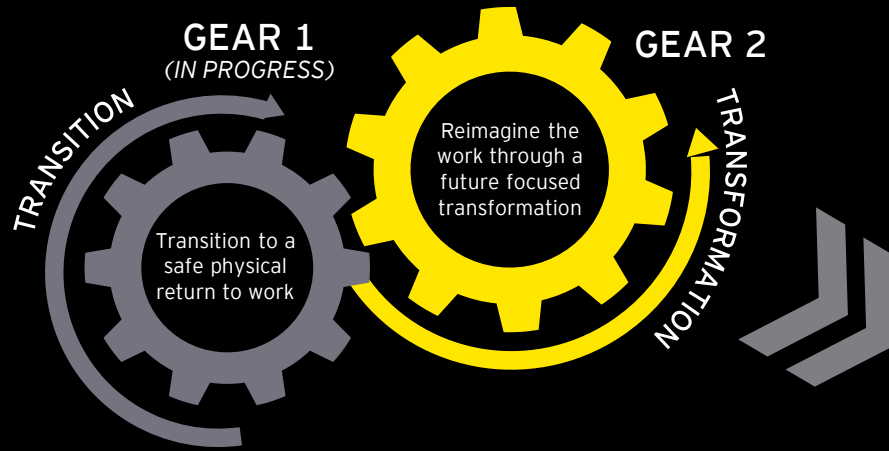 GEAR 1
(IN PROGRESS)
TRANSITION
Transition to a
safe physical
return to work
GEAR 2
TRANSFORMATION
Reimagine the
work through a
future focused
transformation